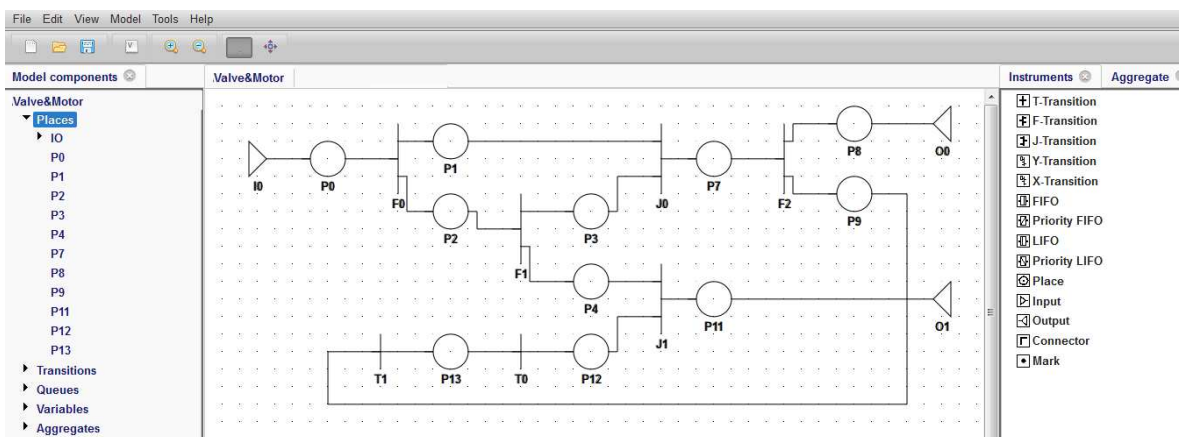 File Edit View Model Tools Help
V
Model components
.Valve&Motor
Places
IO
P0
P1
P2
P3
P4
P7
P8
P9
P11
P12
P13
Transitions
Queues
Variables
Aggregates
.Valve&Motor
P8 O0
P1
I0 P0 F0 J0 P7 F2 P9
P2 P3
F1
P4 P11 O1
J1
T1 P13 T0 P12
Instruments Aggregate
T-Transition
F-Transition
J-Transition
Y-Transition
X-Transition
FIFO
Priority FIFO
LIFO
Priority LIFO
Place
Input
Output
Connector
Mark